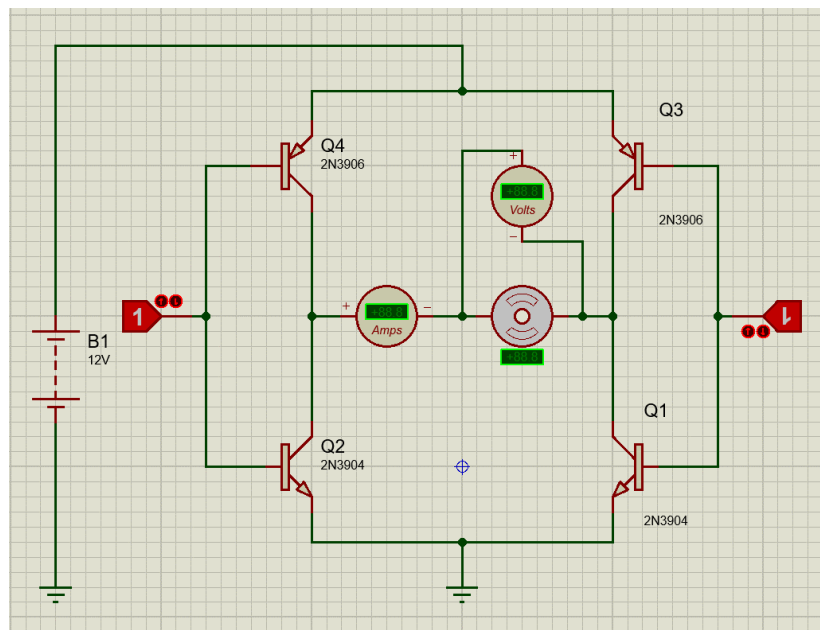 Q3
Q4
2N3906
+
+88.8
Volts
−
2N3906
1
+
+88.8
Amps
−
+88.8
1
B1
12V
Q1
Q2
2N3904
2N3904